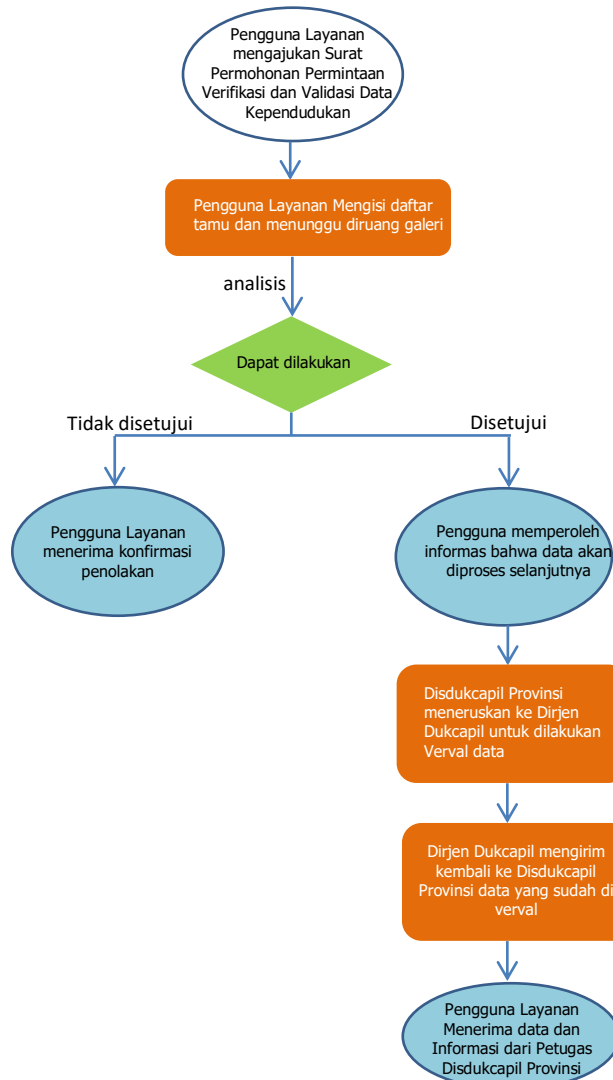 Pengguna Layanan
mengajukan Surat
Permohonan Permintaan
Verifikasi dan Validasi Data
Kependudukan
Pengguna Layanan Mengisi daftar
tamu dan menunggu diruang galeri
analisis
Dapat dilakukan
Tidak disetujui
Disetujui
Pengguna Layanan
menerima konfirmasi
penolakan
Pengguna memperoleh
informas bahwa data akan
diproses selanjutnya
Disdukcapil Provinsi
meneruskan ke Dirjen
Dukcapil untuk dilakukan
Verval data
Dirjen Dukcapil mengirim
kembali ke Disdukcapil
Provinsi data yang sudah di
verval
Pengguna Layanan
Menerima data dan
Informasi dari Petugas
Disdukcapil Provinsi